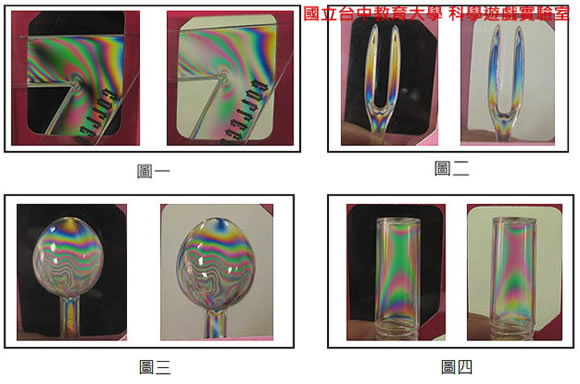 國立台中教育大學 科學遊戲實驗室
圖一
圖二
圖三
圖四